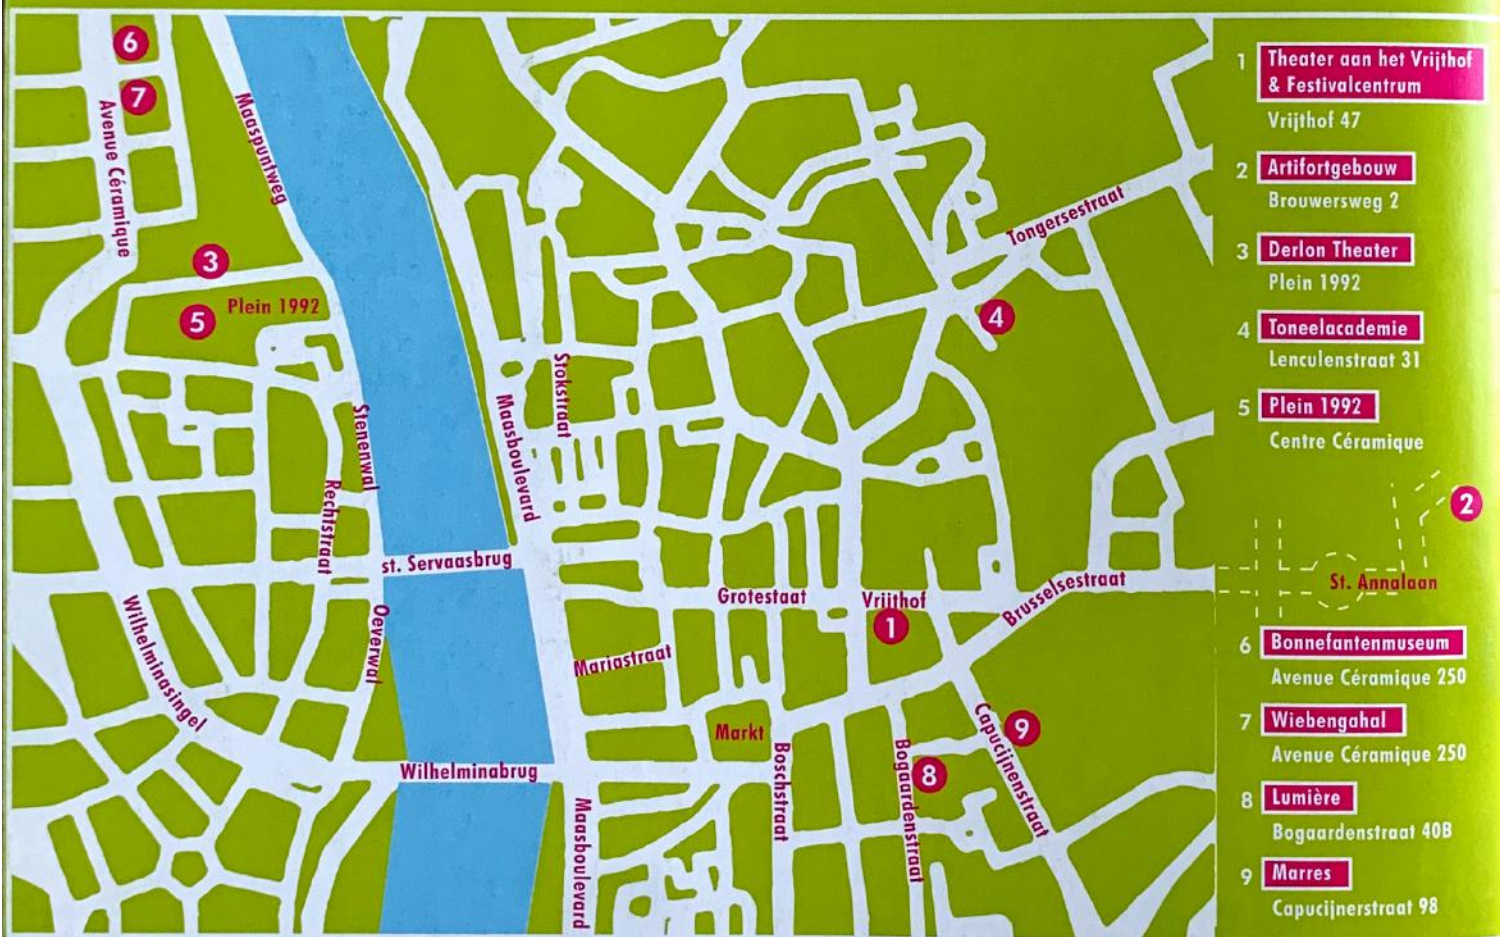 6
7
Avenue Céramique
Maaspuntweg
3
5
Plein 1992
Stenenwal
Rechtstraat
st. Servaasbrug
Wilhelminasingel
Oeverwal
Wilhelminabrug
Maasboulevard
Stokstraat
Maasboulevard
Mariastraat
Grotestaat
Vrijthof
1
Markt
Boschstraat
Bogaardenstraat
8
Capucijnenstraat
9
Brusselsestraat
Tongersestraat
4
1 Theater aan het Vrijthof
& Festivalcentrum
Vrijthof 47
2 Artifortgebouw
Brouwersweg 2
3 Derlon Theater
Plein 1992
4 Toneelacademie
Lenculenstraat 31
5 Plein 1992
Centre Céramique
2
St. Annalaan
6 Bonnefantenmuseum
Avenue Céramique 250
7 Wiebengahal
Avenue Céramique 250
8 Lumière
Bogaardenstraat 40B
9 Marres
Capucijnerstraat 98